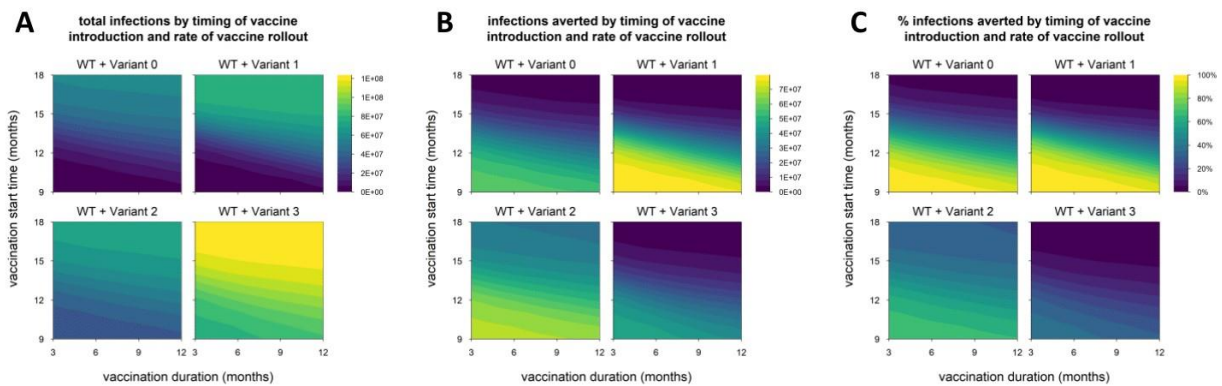 A
total infections by timing of vaccine
introduction and rate of vaccine rollout
WT + Variant 0
WT + Variant 1
18
15
12
9
1E+08
8E+07
6E+07
4E+07
2E+07
0E+00
WT + Variant 2
WT + Variant 3
18
15
12
9
3
6
9
12
3
6
9
12
vaccination start time (months)
vaccination duration (months)
B
infections averted by timing of vaccine
introduction and rate of vaccine rollout
WT + Variant 0
WT + Variant 1
18
15
12
9
7E+07
6E+07
5E+07
4E+07
3E+07
2E+07
1E+07
0E+00
WT + Variant 2
WT + Variant 3
18
15
12
9
3
6
9
12
3
6
9
12
vaccination start time (months)
vaccination duration (months)
C
% infections averted by timing of vaccine
introduction and rate of vaccine rollout
WT + Variant 0
WT + Variant 1
18
15
12
9
100%
80%
60%
40%
20%
0%
WT + Variant 2
WT + Variant 3
18
15
12
9
3
6
9
12
3
6
9
12
vaccination start time (months)
vaccination duration (months)